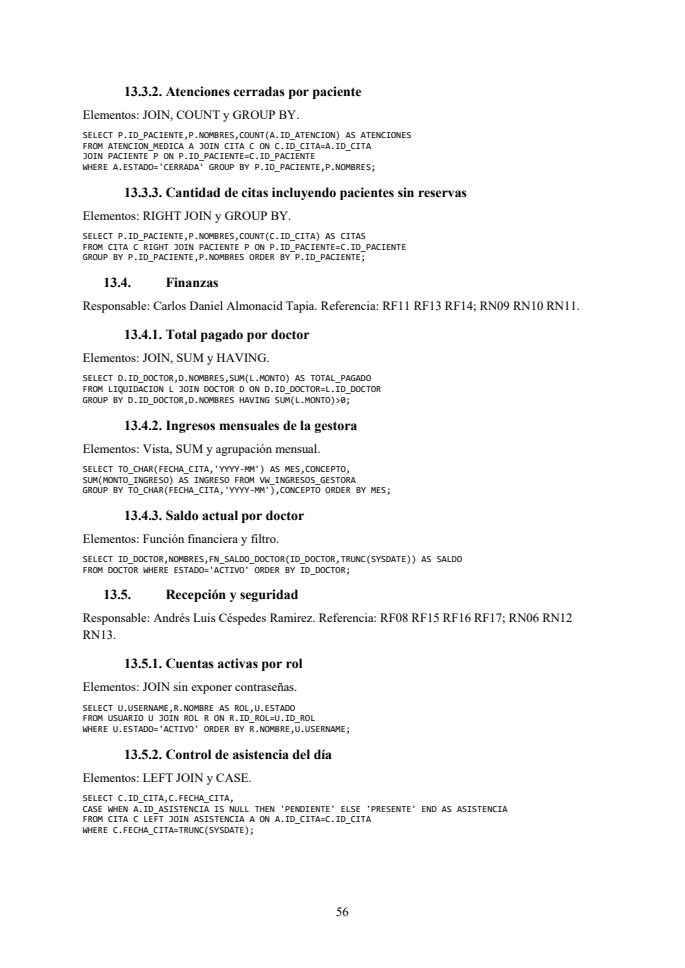 13.3.2. Atenciones cerradas por paciente
Elementos: JOIN, COUNT y GROUP BY.
SELECT P.ID_PACIENTE,P.NOMBRES,COUNT(A.ID_ATENCION) AS ATENCIONES
FROM ATENCION_MEDICA A JOIN CITA C ON C.ID_CITA=A.ID_CITA
JOIN PACIENTE P ON P.ID_PACIENTE=C.ID_PACIENTE
WHERE A.ESTADO='CERRADA' GROUP BY P.ID_PACIENTE,P.NOMBRES;
13.3.3. Cantidad de citas incluyendo pacientes sin reservas
Elementos: RIGHT JOIN y GROUP BY.
SELECT P.ID_PACIENTE,P.NOMBRES,COUNT(C.ID_CITA) AS CITAS
FROM CITA C RIGHT JOIN PACIENTE P ON P.ID_PACIENTE=C.ID_PACIENTE
GROUP BY P.ID_PACIENTE,P.NOMBRES ORDER BY P.ID_PACIENTE;
13.4. Finanzas
Responsable: Carlos Daniel Almonacid Tapia. Referencia: RF11 RF13 RF14; RN09 RN10 RN11.
13.4.1. Total pagado por doctor
Elementos: JOIN, SUM y HAVING.
SELECT D.ID_DOCTOR,D.NOMBRES,SUM(L.MONTO) AS TOTAL_PAGADO
FROM LIQUIDACION L JOIN DOCTOR D ON D.ID_DOCTOR=L.ID_DOCTOR
GROUP BY D.ID_DOCTOR,D.NOMBRES HAVING SUM(L.MONTO)>0;
13.4.2. Ingresos mensuales de la gestora
Elementos: Vista, SUM y agrupación mensual.
SELECT TO_CHAR(FECHA_CITA,'YYYY-MM') AS MES,CONCEPTO,
SUM(MONTO_INGRESO) AS INGRESO FROM VW_INGRESOS_GESTORA
GROUP BY TO_CHAR(FECHA_CITA,'YYYY-MM'),CONCEPTO ORDER BY MES;
13.4.3. Saldo actual por doctor
Elementos: Función financiera y filtro.
SELECT ID_DOCTOR,NOMBRES,FN_SALDO_DOCTOR(ID_DOCTOR,TRUNC(SYSDATE)) AS SALDO
FROM DOCTOR WHERE ESTADO='ACTIVO' ORDER BY ID_DOCTOR;
13.5. Recepción y seguridad
Responsable: Andrés Luis Céspedes Ramirez. Referencia: RF08 RF15 RF16 RF17; RN06 RN12
RN13.
13.5.1. Cuentas activas por rol
Elementos: JOIN sin exponer contraseñas.
SELECT U.USERNAME,R.NOMBRE AS ROL,U.ESTADO
FROM USUARIO U JOIN ROL R ON R.ID_ROL=U.ID_ROL
WHERE U.ESTADO='ACTIVO' ORDER BY R.NOMBRE,U.USERNAME;
13.5.2. Control de asistencia del día
Elementos: LEFT JOIN y CASE.
SELECT C.ID_CITA,C.FECHA_CITA,
CASE WHEN A.ID_ASISTENCIA IS NULL THEN 'PENDIENTE' ELSE 'PRESENTE' END AS ASISTENCIA
FROM CITA C LEFT JOIN ASISTENCIA A ON A.ID_CITA=C.ID_CITA
WHERE C.FECHA_CITA=TRUNC(SYSDATE);
56